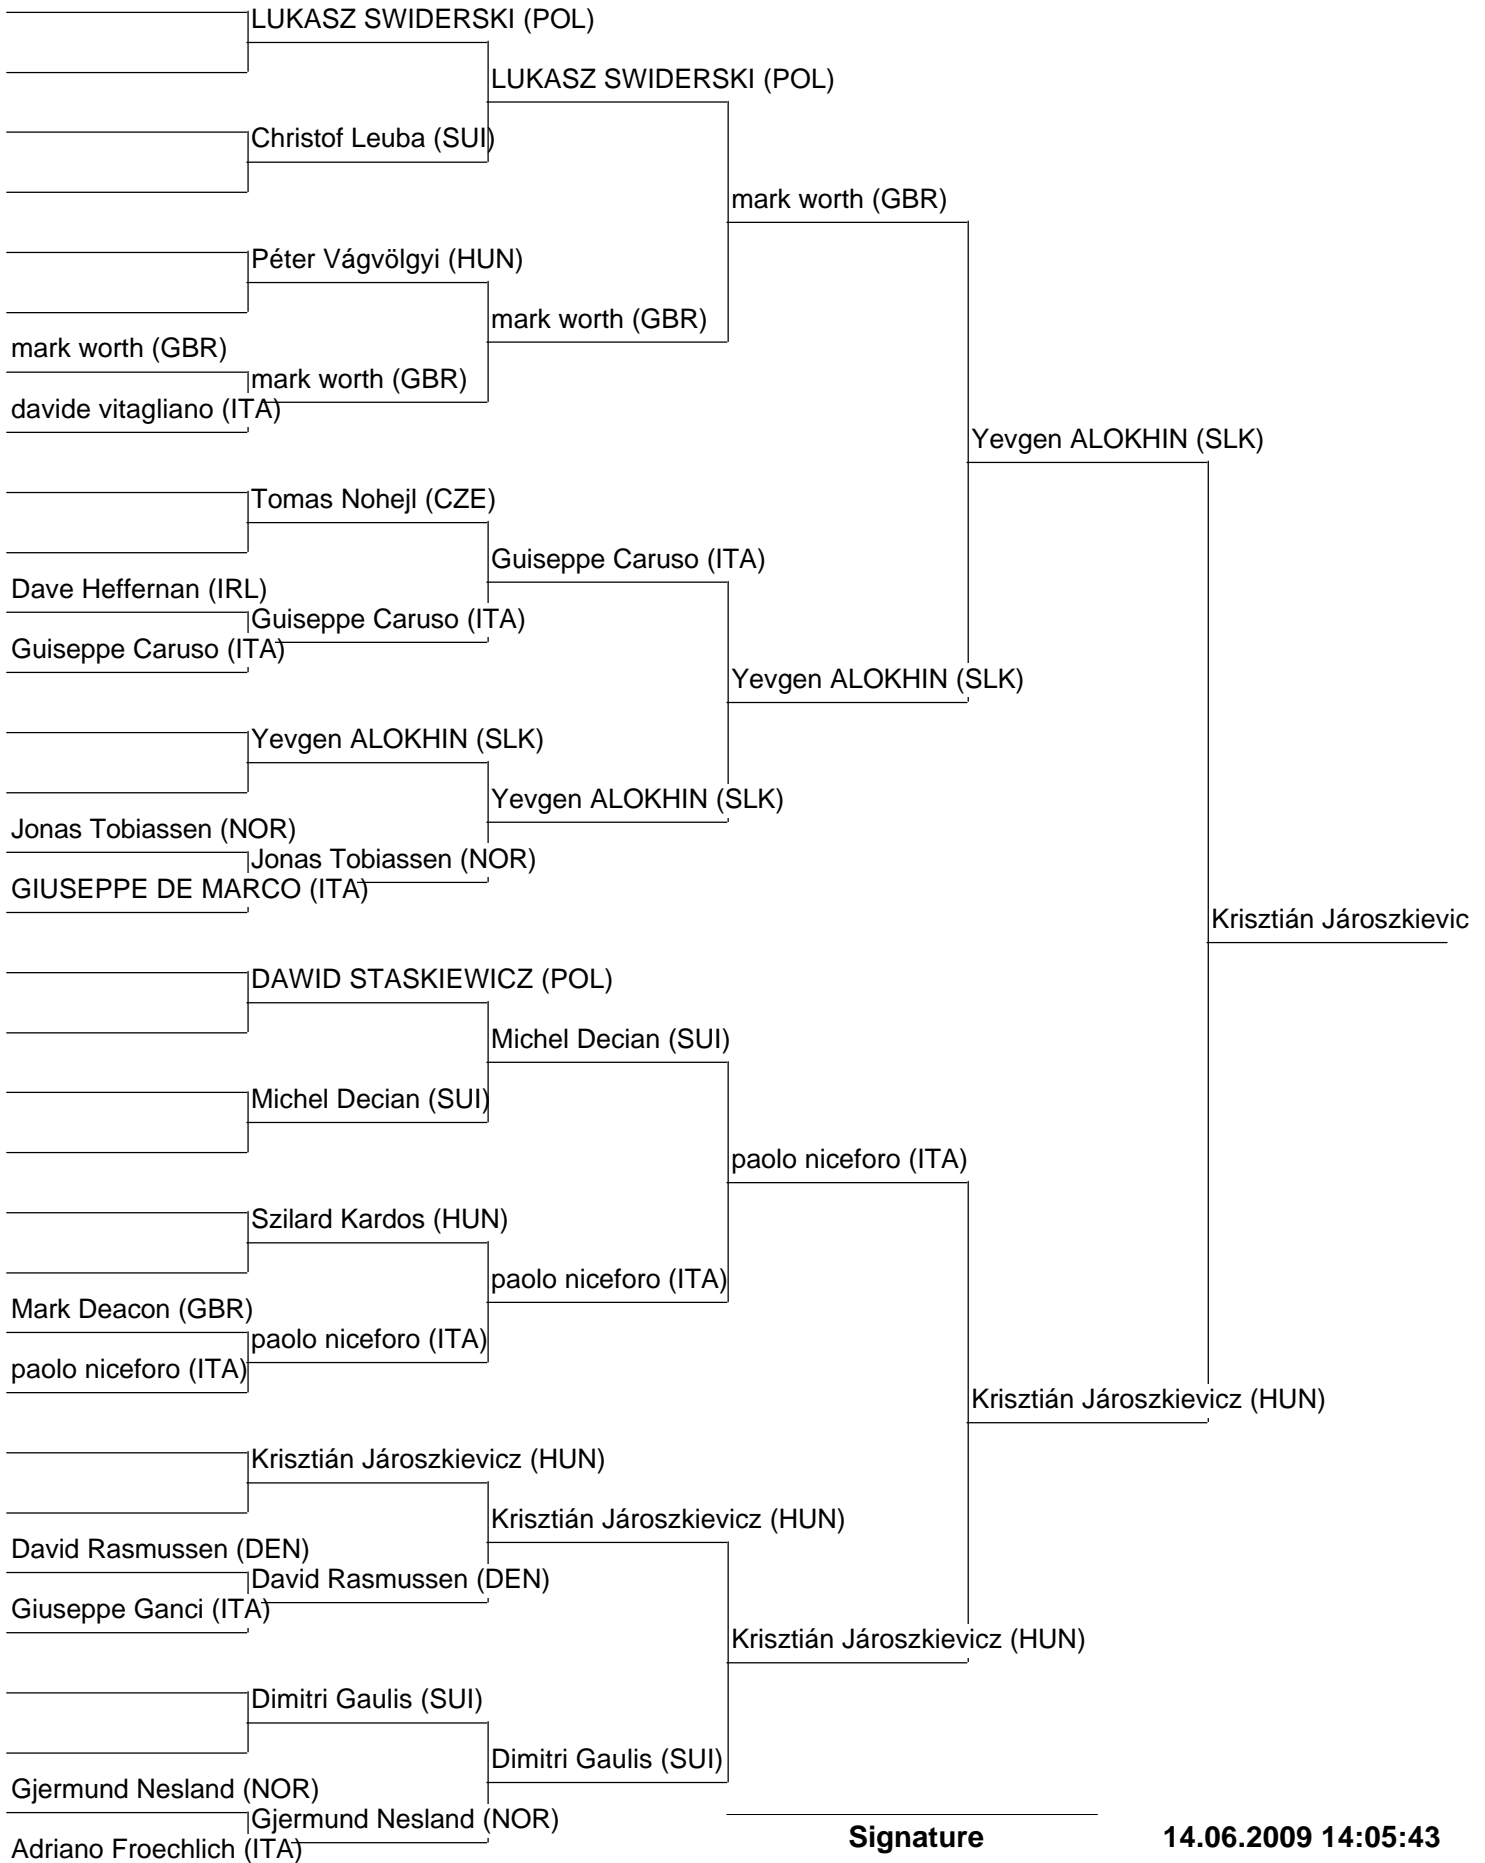 LUKASZ SWIDERSKI (POL)
LUKASZ SWIDERSKI (POL)
Christof Leuba (SUI)
mark worth (GBR)
Péter Vágvölgyi (HUN)
mark worth (GBR)
mark worth (GBR)
mark worth (GBR)
davide vitagliano (ITA)
Yevgen ALOKHIN (SLK)
Tomas Nohejl (CZE)
Guiseppe Caruso (ITA)
Dave Heffernan (IRL)
Guiseppe Caruso (ITA)
Guiseppe Caruso (ITA)
Yevgen ALOKHIN (SLK)
Yevgen ALOKHIN (SLK)
Yevgen ALOKHIN (SLK)
Jonas Tobiassen (NOR)
Jonas Tobiassen (NOR)
GIUSEPPE DE MARCO (ITA)
Krisztián Jároszkievic
DAWID STASKIEWICZ (POL)
Michel Decian (SUI)
Michel Decian (SUI)
paolo niceforo (ITA)
Szilard Kardos (HUN)
paolo niceforo (ITA)
Mark Deacon (GBR)
paolo niceforo (ITA)
paolo niceforo (ITA)
Krisztián Jároszkievicz (HUN)
Krisztián Jároszkievicz (HUN)
Krisztián Jároszkievicz (HUN)
David Rasmussen (DEN)
David Rasmussen (DEN)
Giuseppe Ganci (ITA)
Krisztián Jároszkievicz (HUN)
Dimitri Gaulis (SUI)
Dimitri Gaulis (SUI)
Gjermund Nesland (NOR)
Gjermund Nesland (NOR)
Adriano Froechlich (ITA)
Signature
14.06.2009 14:05:43